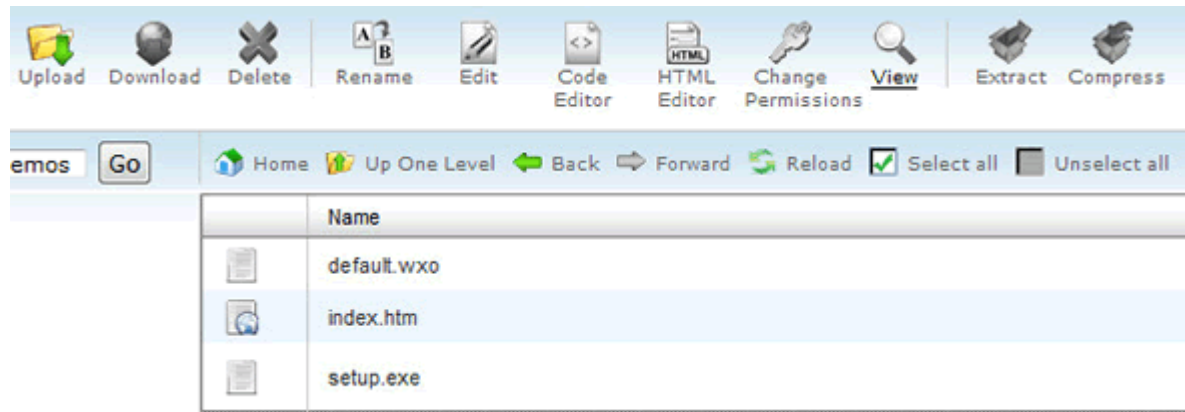 A B
<>
HTML
Upload Download Delete Rename Edit Code Editor HTML Editor Change Permissions View Extract Compress
emos Go Home Up One Level Back Forward Reload Select all Unselect all
Name
default.wxo
index.htm
setup.exe